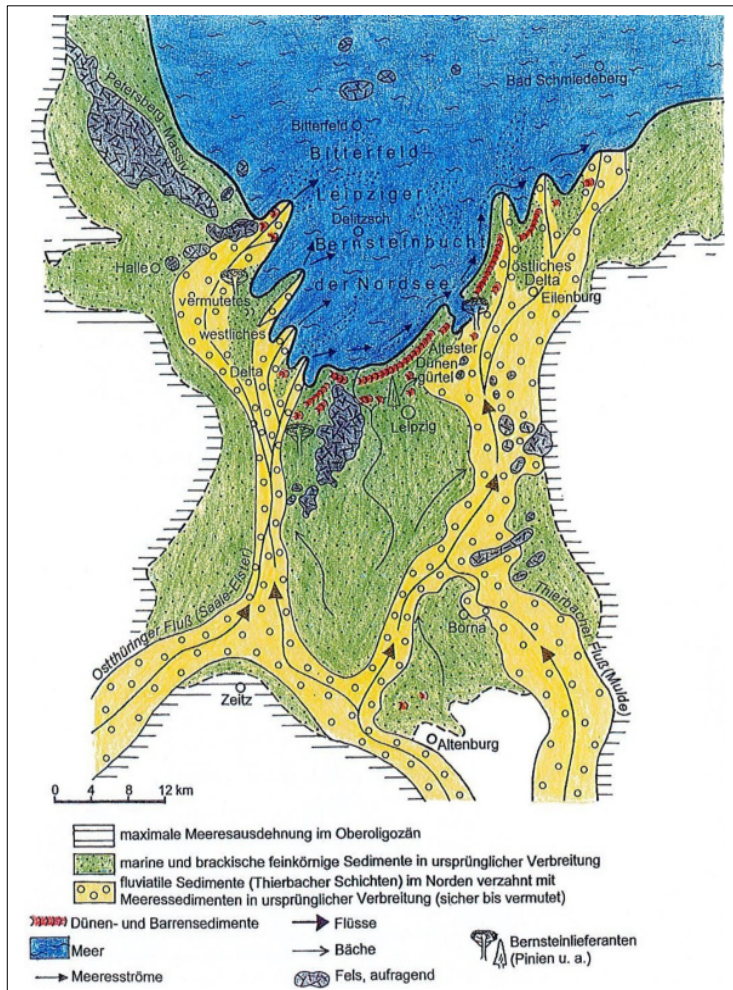 Petersberg-Massiv
Bad Schmiedeberg
Bitterfeld
Bitterfeld
Leipziger
Delitzsch
Bernsteinbucht
der Nordsee
Halle
vermutetes
westliches
Delta
östliches
Delta
Eilenburg
Ältester
Dünen-
gürtel
Leipzig
Ostthüringer Fluß (Saale-Elster)
Thierbacher Fluß (Mulde)
Borna
Zeitz
Altenburg
0 4 8 12 km
maximale Meeresausdehnung im Oberoligozän
marine und brackische feinkörnige Sedimente in ursprünglicher Verbreitung
fluviatile Sedimente (Thierbacher Schichten) im Norden verzahnt mit
Meeressedimenten in ursprünglicher Verbreitung (sicher bis vermutet)
Dünen- und Barrensedimente
Flüsse
Meer
Bäche
Meeresströme
Fels, aufragend
Bernsteinlieferanten
(Pinien u. a.)